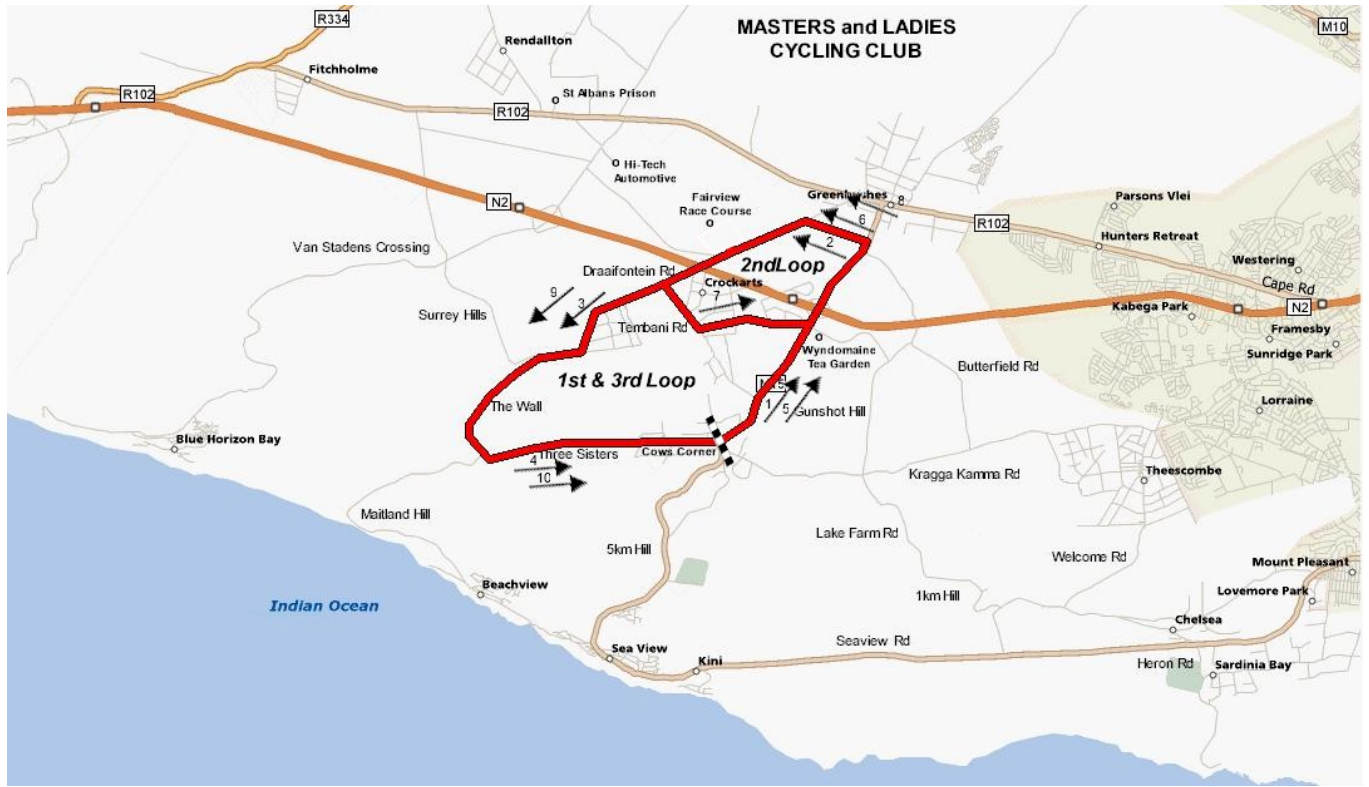 MASTERS and LADIES
CYCLING CLUB
R334
M10
Rendallton
Fitchholme
R102
St Albans Prison
R102
Hi-Tech
Automotive
Fairview
Race Course
Greenbushes
8
6
2
Parsons Vlei
R102
Hunters Retreat
N2
Van Stadens Crossing
Westering
Cape Rd
2ndLoop
Draaifontein Rd
Crockarts
7
Kabega Park
N2
9
3
Surrey Hills
Tembani Rd
Framesby
Sunridge Park
Wyndomaine
Tea Garden
Butterfield Rd
1st & 3rd Loop
The Wall
1
5
Gunshot Hill
Lorraine
Blue Horizon Bay
4
Three Sisters
Cows Corner
10
Kragga Kamma Rd
Theescombe
Maitland Hill
Lake Farm Rd
5km Hill
Welcome Rd
Mount Pleasant
Beachview
1km Hill
Lovemore Park
Indian Ocean
Chelsea
Seaview Rd
Sea View
Kini
Heron Rd
Sardinia Bay